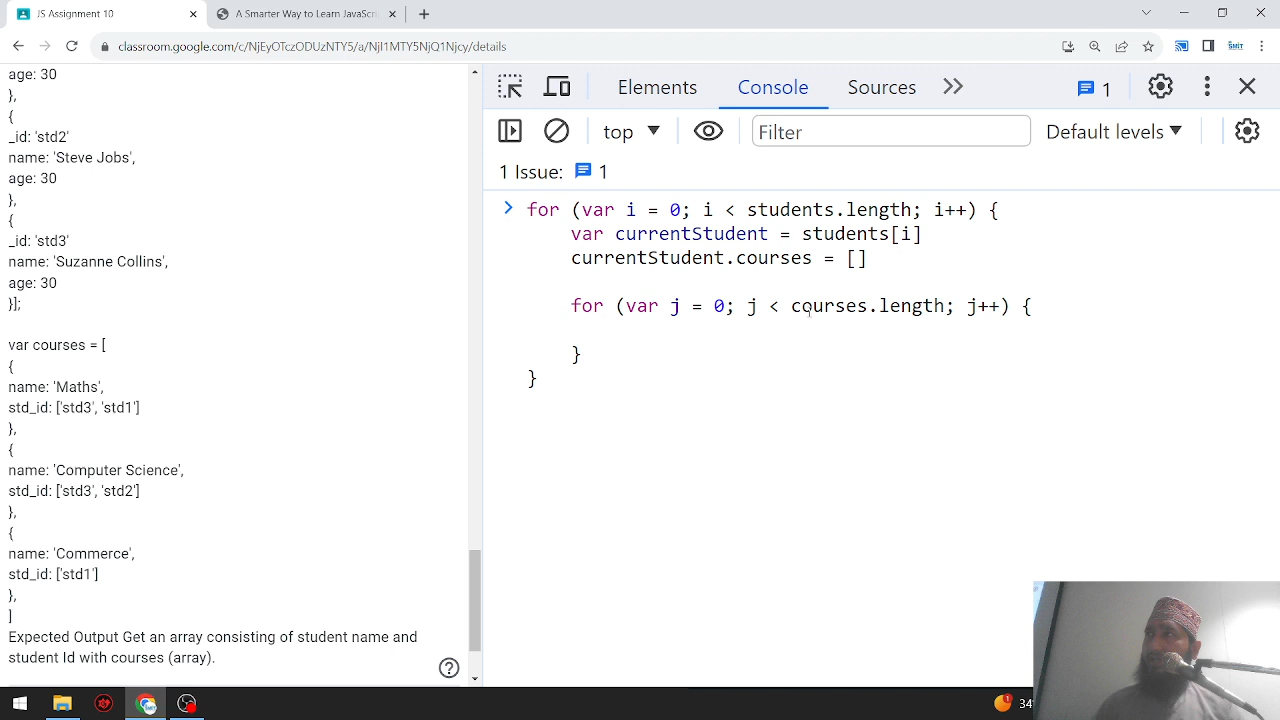 JS Assignment 10
A Smarter Way to Learn JavaScri
classroom.google.com/c/NjEyOTczODUzNTY5/a/NjI1MTY5NjQ1Njcy/details
SMIT
age: 30
},
{
_id: 'std2'
name: 'Steve Jobs',
age: 30
},
{
_id: 'std3'
name: 'Suzanne Collins',
age: 30
}];
var courses = [
{
name: 'Maths',
std_id: ['std3', 'std1']
},
{
name: 'Computer Science',
std_id: ['std3', 'std2']
},
{
name: 'Commerce',
std_id: ['std1']
},
]
Expected Output Get an array consisting of student name and
student Id with courses (array).
Elements Console Sources 1
top Filter Default levels
1 Issue: 1
for (var i = 0; i < students.length; i++) {
var currentStudent = students[i]
currentStudent.courses = []
for (var j = 0; j < courses.length; j++) {
}
}
1 34